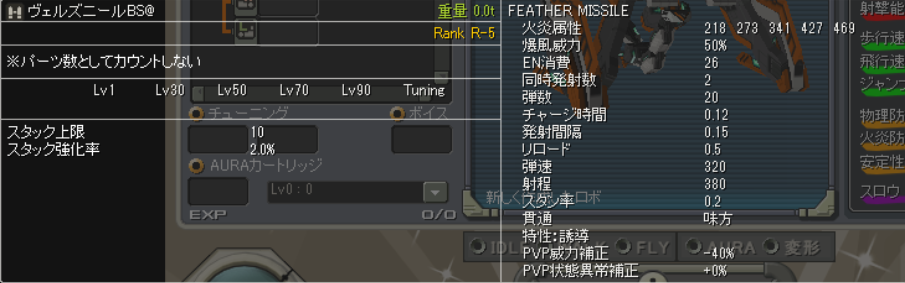 ヴェルズニールBS@ 重量 0.0t
Rank R-5
※パーツ数としてカウントしない
Lv1 Lv30 Lv50 Lv70 Lv90 Tuning
チューニング ボイス
スタック上限 10
スタック強化率 2.0%
AURAカートリッジ
Lv0 : 0
EXP 0/0
FEATHER MISSILE
火炎属性 218 273 341 427 469
爆風威力 50%
EN消費 26
同時発射数 2
弾数 20
チャージ時間 0.12
発射間隔 0.15
リロード 0.5
弾速 320
射程 380
スタン率 0.2
貫通 味方
特性:誘導
PVP威力補正 -40%
PVP状態異常補正 +0%
新しく ロボ
FLY AURA 変形
射撃能
歩行速
飛行速
ジャンプ
物理防
火炎防
安定性
スロウ